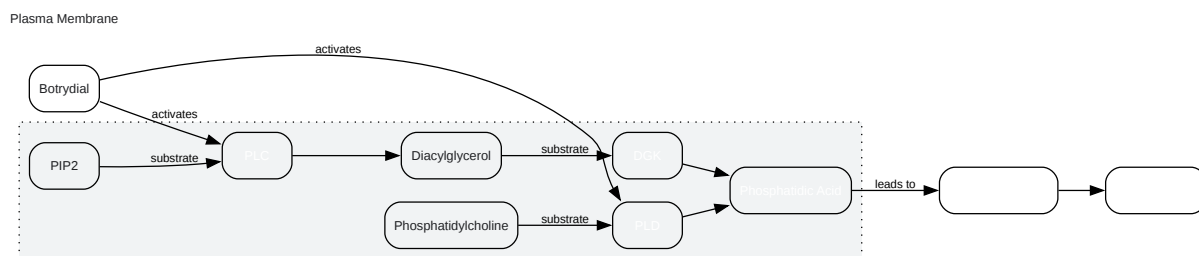 Plasma Membrane
activates
Botrydial
activates
PIP2
substrate
PLC
Diacylglycerol
substrate
DGK
Phosphatidic Acid
leads to
Phosphatidylcholine
substrate
PLD